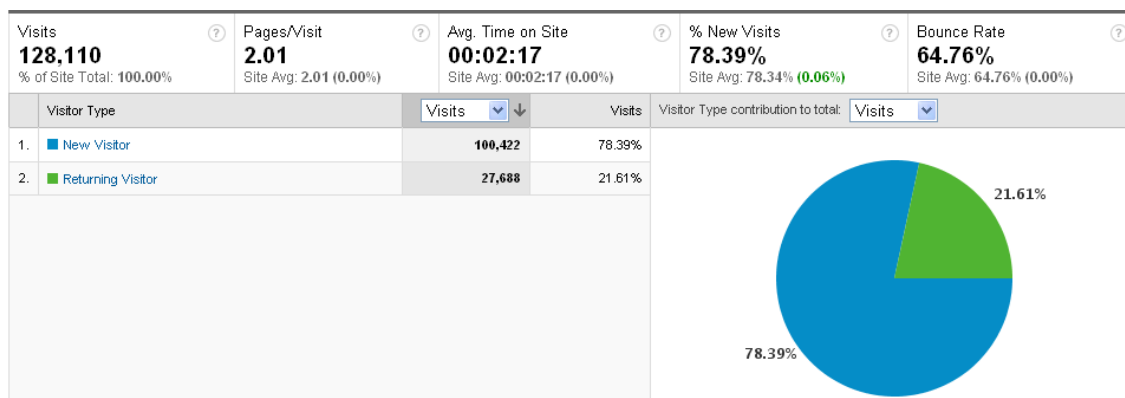 Visits ?
128,110
% of Site Total: 100.00%
Pages/Visit ?
2.01
Site Avg: 2.01 (0.00%)
Avg. Time on Site ?
00:02:17
Site Avg: 00:02:17 (0.00%)
% New Visits ?
78.39%
Site Avg: 78.34% (0.06%)
Bounce Rate ?
64.76%
Site Avg: 64.76% (0.00%)
Visitor Type Visits Visits Visitor Type contribution to total: Visits
1. New Visitor 100,422 78.39%
2. Returning Visitor 27,688 21.61%
21.61%
78.39%